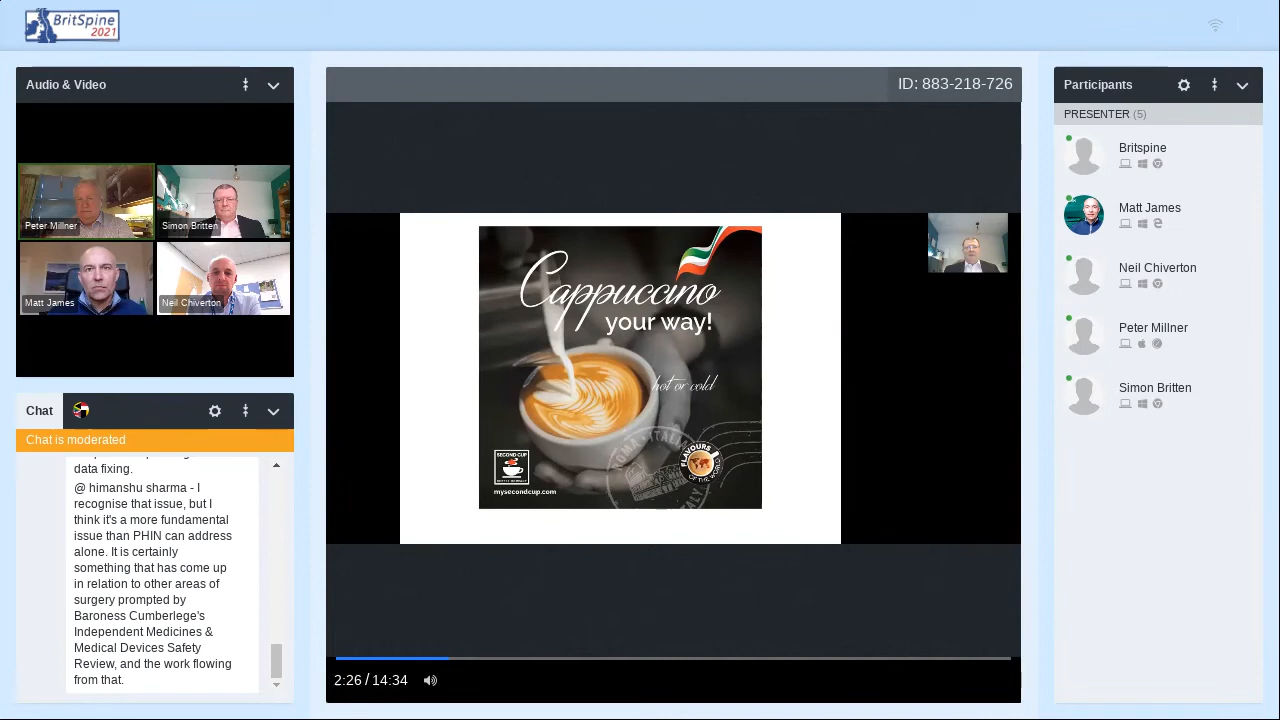 BritSpine
2021
Audio & Video
Peter Millner
Simon Britten
Matt James
Neil Chiverton
Chat
Chat is moderated
data fixing.
@ himanshu sharma - I
recognise that issue, but I
think it's a more fundamental
issue than PHIN can address
alone. It is certainly
something that has come up
in relation to other areas of
surgery prompted by
Baroness Cumberlege's
Independent Medicines &
Medical Devices Safety
Review, and the work flowing
from that.
ID: 883-218-726
Cappuccino
your way!
hot or cold
SECOND CUP
mysecondcup.com
ROMA - ITALIA
FLAVOURS
OF THE WORLD
2:26 / 14:34
Participants
PRESENTER (5)
Britspine
Matt James
Neil Chiverton
Peter Millner
Simon Britten